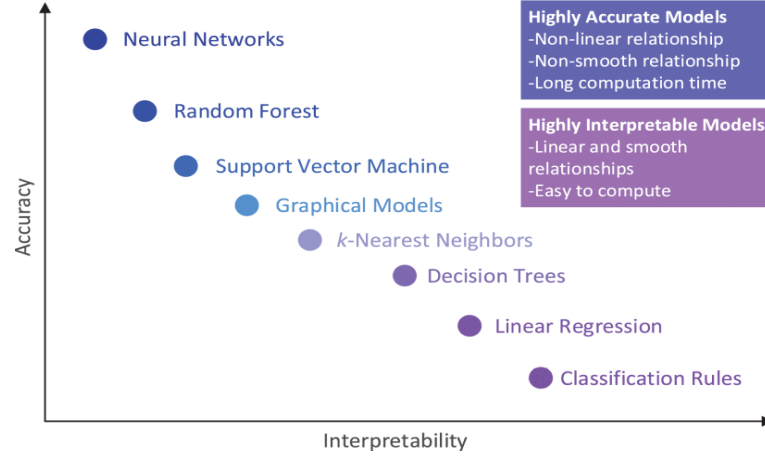 Neural Networks
Random Forest
Support Vector Machine
Graphical Models
k-Nearest Neighbors
Decision Trees
Linear Regression
Classification Rules
Highly Accurate Models
-Non-linear relationship
-Non-smooth relationship
-Long computation time
Highly Interpretable Models
-Linear and smooth
relationships
-Easy to compute
Accuracy
Interpretability